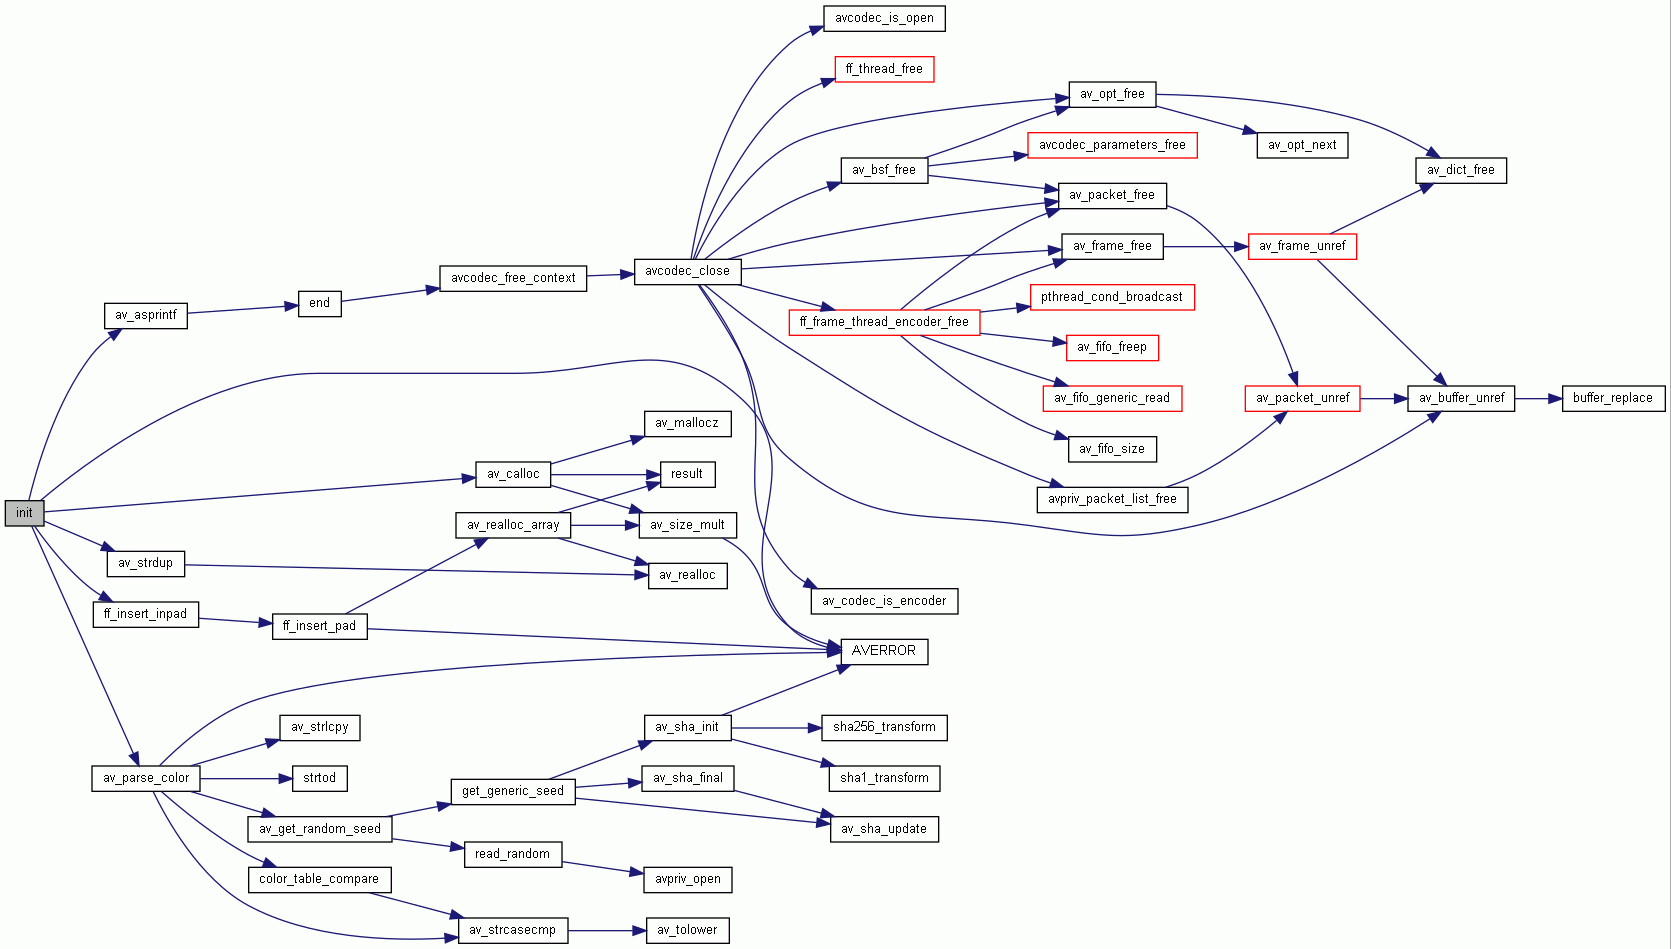 avcodec_is_open
ff_thread_free
av_opt_free
avcodec_parameters_free
av_opt_next
av_bsf_free
av_dict_free
av_packet_free
av_frame_free
av_frame_unref
avcodec_close
avcodec_free_context
end
av_asprintf
pthread_cond_broadcast
ff_frame_thread_encoder_free
av_fifo_freep
av_fifo_generic_read
av_packet_unref
av_buffer_unref
buffer_replace
av_mallocz
av_fifo_size
av_calloc
result
avpriv_packet_list_free
init
av_realloc_array
av_size_mult
av_strdup
av_realloc
av_codec_is_encoder
ff_insert_inpad
ff_insert_pad
AVERROR
av_strlcpy
av_sha_init
sha256_transform
av_parse_color
strtod
av_sha_final
sha1_transform
get_generic_seed
av_get_random_seed
av_sha_update
read_random
color_table_compare
avpriv_open
av_strcasecmp
av_tolower